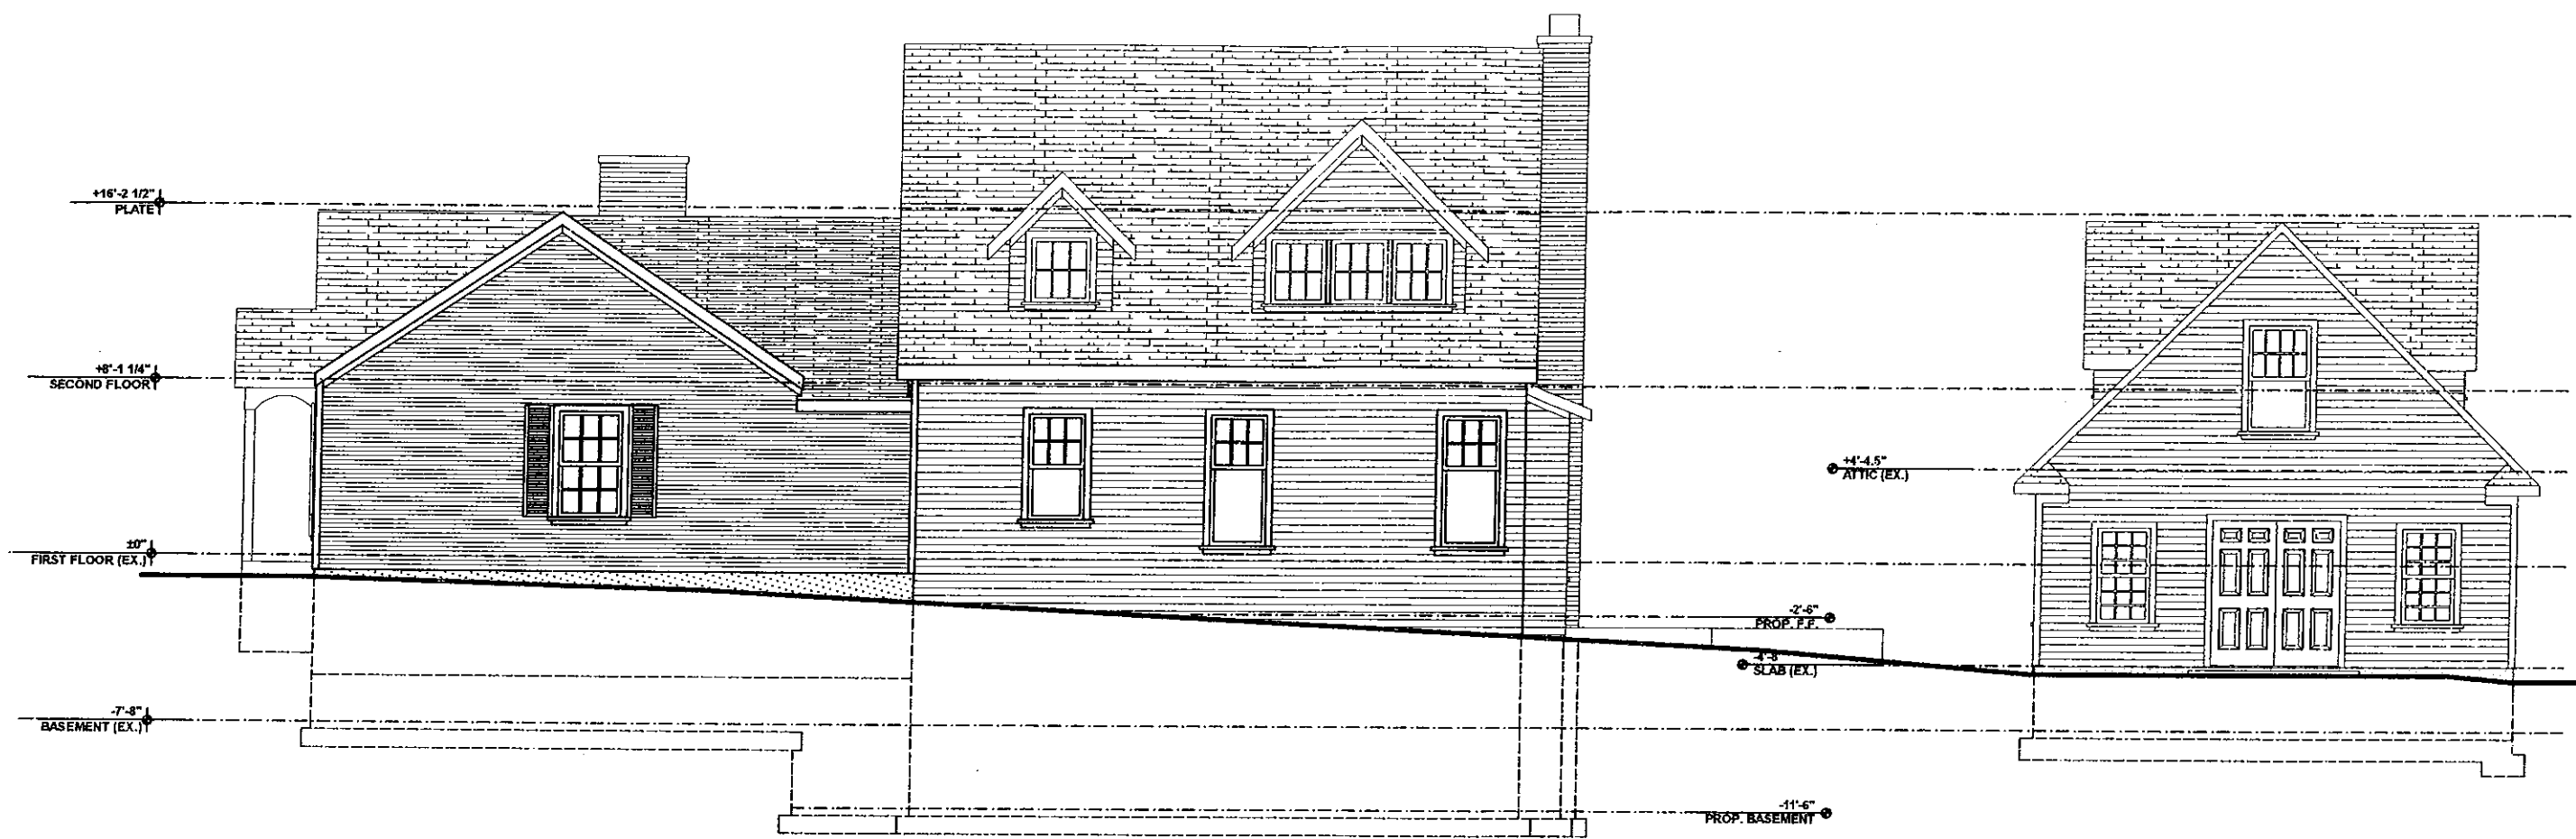 +16'-2 1/2"
PLATE
+8'-1 1/4"
SECOND FLOOR
+4'-4.5"
ATTIC (EX.)
±0"
FIRST FLOOR (EX.)
-2'-6"
PROP. F.F.
-4'-8"
SLAB (EX.)
-7'-8"
BASEMENT (EX.)
-11'-6"
PROP. BASEMENT